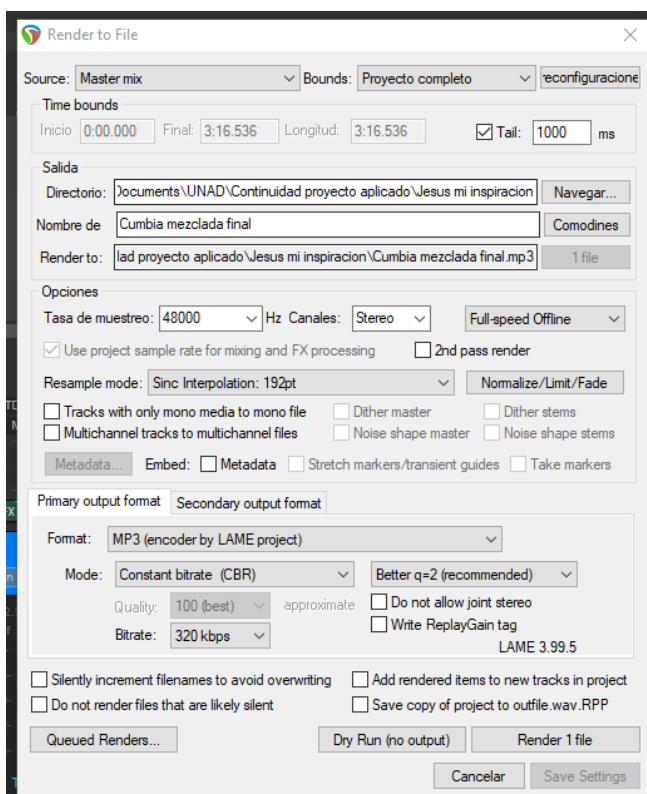 Render to File
Source: Master mix Bounds: Proyecto completo reconfiguracione
Time bounds
Inicio 0:00.000 Final: 3:16.536 Longitud: 3:16.536 Tail: 1000 ms
Salida
Directorio: Documents\UNAD\Continuidad proyecto aplicado\Jesus mi inspiracion Navegar...
Nombre de Cumbia mezclada final Comodines
Render to: lad proyecto aplicado\Jesus mi inspiracion\Cumbia mezclada final.mp3 1 file
Opciones
Tasa de muestreo: 48000 Hz Canales: Stereo Full-speed Offline
Use project sample rate for mixing and FX processing 2nd pass render
Resample mode: Sinc Interpolation: 192pt Normalize/Limit/Fade
Tracks with only mono media to mono file Dither master Dither stems
Multichannel tracks to multichannel files Noise shape master Noise shape stems
Metadata... Embed: Metadata Stretch markers/transient guides Take markers
Primary output format Secondary output format
Format: MP3 (encoder by LAME project)
Mode: Constant bitrate (CBR) Better q=2 (recommended)
Quality: 100 (best) approximate Do not allow joint stereo
Bitrate: 320 kbps Write ReplayGain tag
LAME 3.99.5
Silently increment filenames to avoid overwriting Add rendered items to new tracks in project
Do not render files that are likely silent Save copy of project to outfile.wav.RPP
Queued Renders... Dry Run (no output) Render 1 file
Cancelar Save Settings